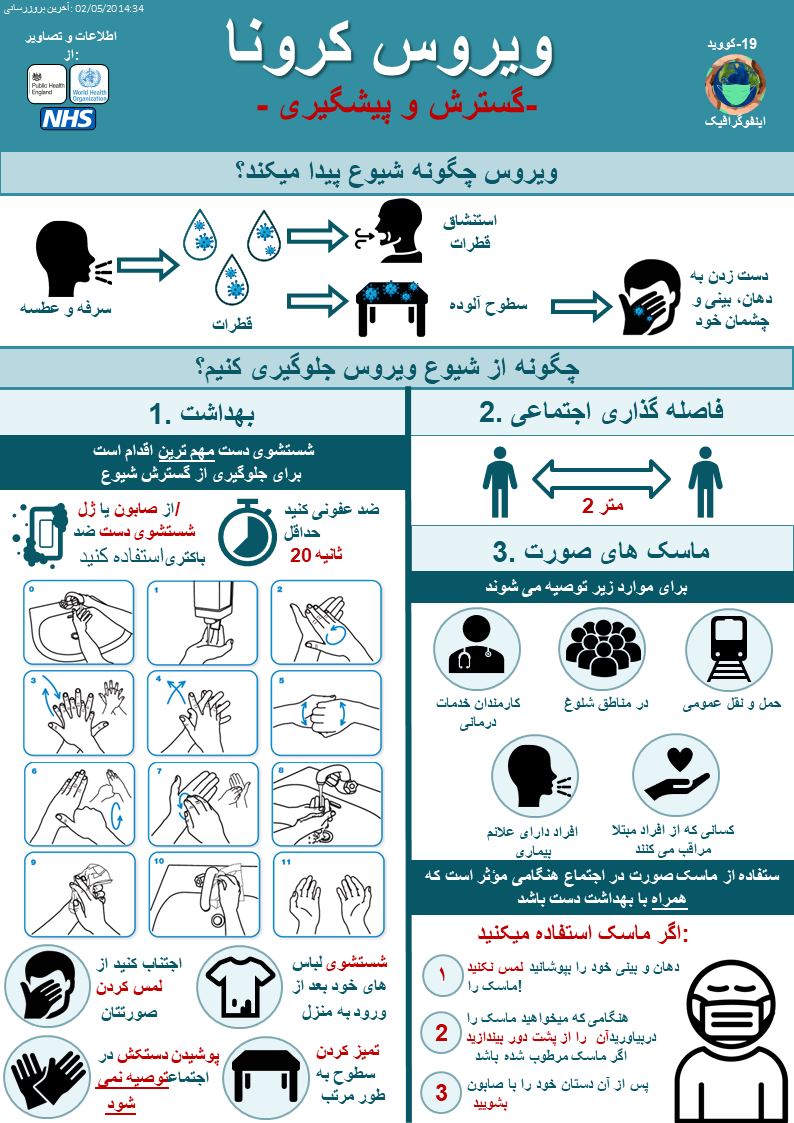 آخرین بروزرسانی: 02/05/2014:34
اطلاعات و تصاویر
از:
Public Health
England
World Health
Organization
NHS
ویروس کرونا
- گسترش و پیشگیری -
کووید-19
اینفوگرافیک
ویروس چگونه شیوع پیدا میکند؟
سرفه و عطسه
قطرات
استنشاق
قطرات
سطوح آلوده
دست زدن به
دهان، بینی و
چشمان خود
چگونه از شیوع ویروس جلوگیری کنیم؟
1. بهداشت
شستشوی دست مهم ترین اقدام است
برای جلوگیری از گسترش شیوع
از صابون یا ژل/
شستشوی دست ضد
باکتری استفاده کنید
ضد عفونی کنید
حداقل
20 ثانیه
0
1
2
3
4
5
6
7
8
9
10
11
اجتناب کنید از
لمس کردن
صورتتان
شستشوی لباس
های خود بعد از
ورود به منزل
پوشیدن دستکش در
اجتماع توصیه نمی
شود
تمیز کردن
سطوح به
طور مرتب
2. فاصله گذاری اجتماعی
2 متر
3. ماسک های صورت
برای موارد زیر توصیه می شوند
کارمندان خدمات
درمانی
در مناطق شلوغ
حمل و نقل عمومی
افراد دارای علائم
بیماری
کسانی که از افراد مبتلا
مراقب می کنند
ستفاده از ماسک صورت در اجتماع هنگامی مؤثر است که
همراه با بهداشت دست باشد
اگر ماسک استفاده میکنید:
۱
دهان و بینی خود را بپوشانید لمس نکنید
ماسک را!
2
هنگامی که میخواهید ماسک را
دربیاورید آن را از پشت دور بیندازید
اگر ماسک مرطوب شده باشد
3
پس از آن دستان خود را با صابون
بشویید